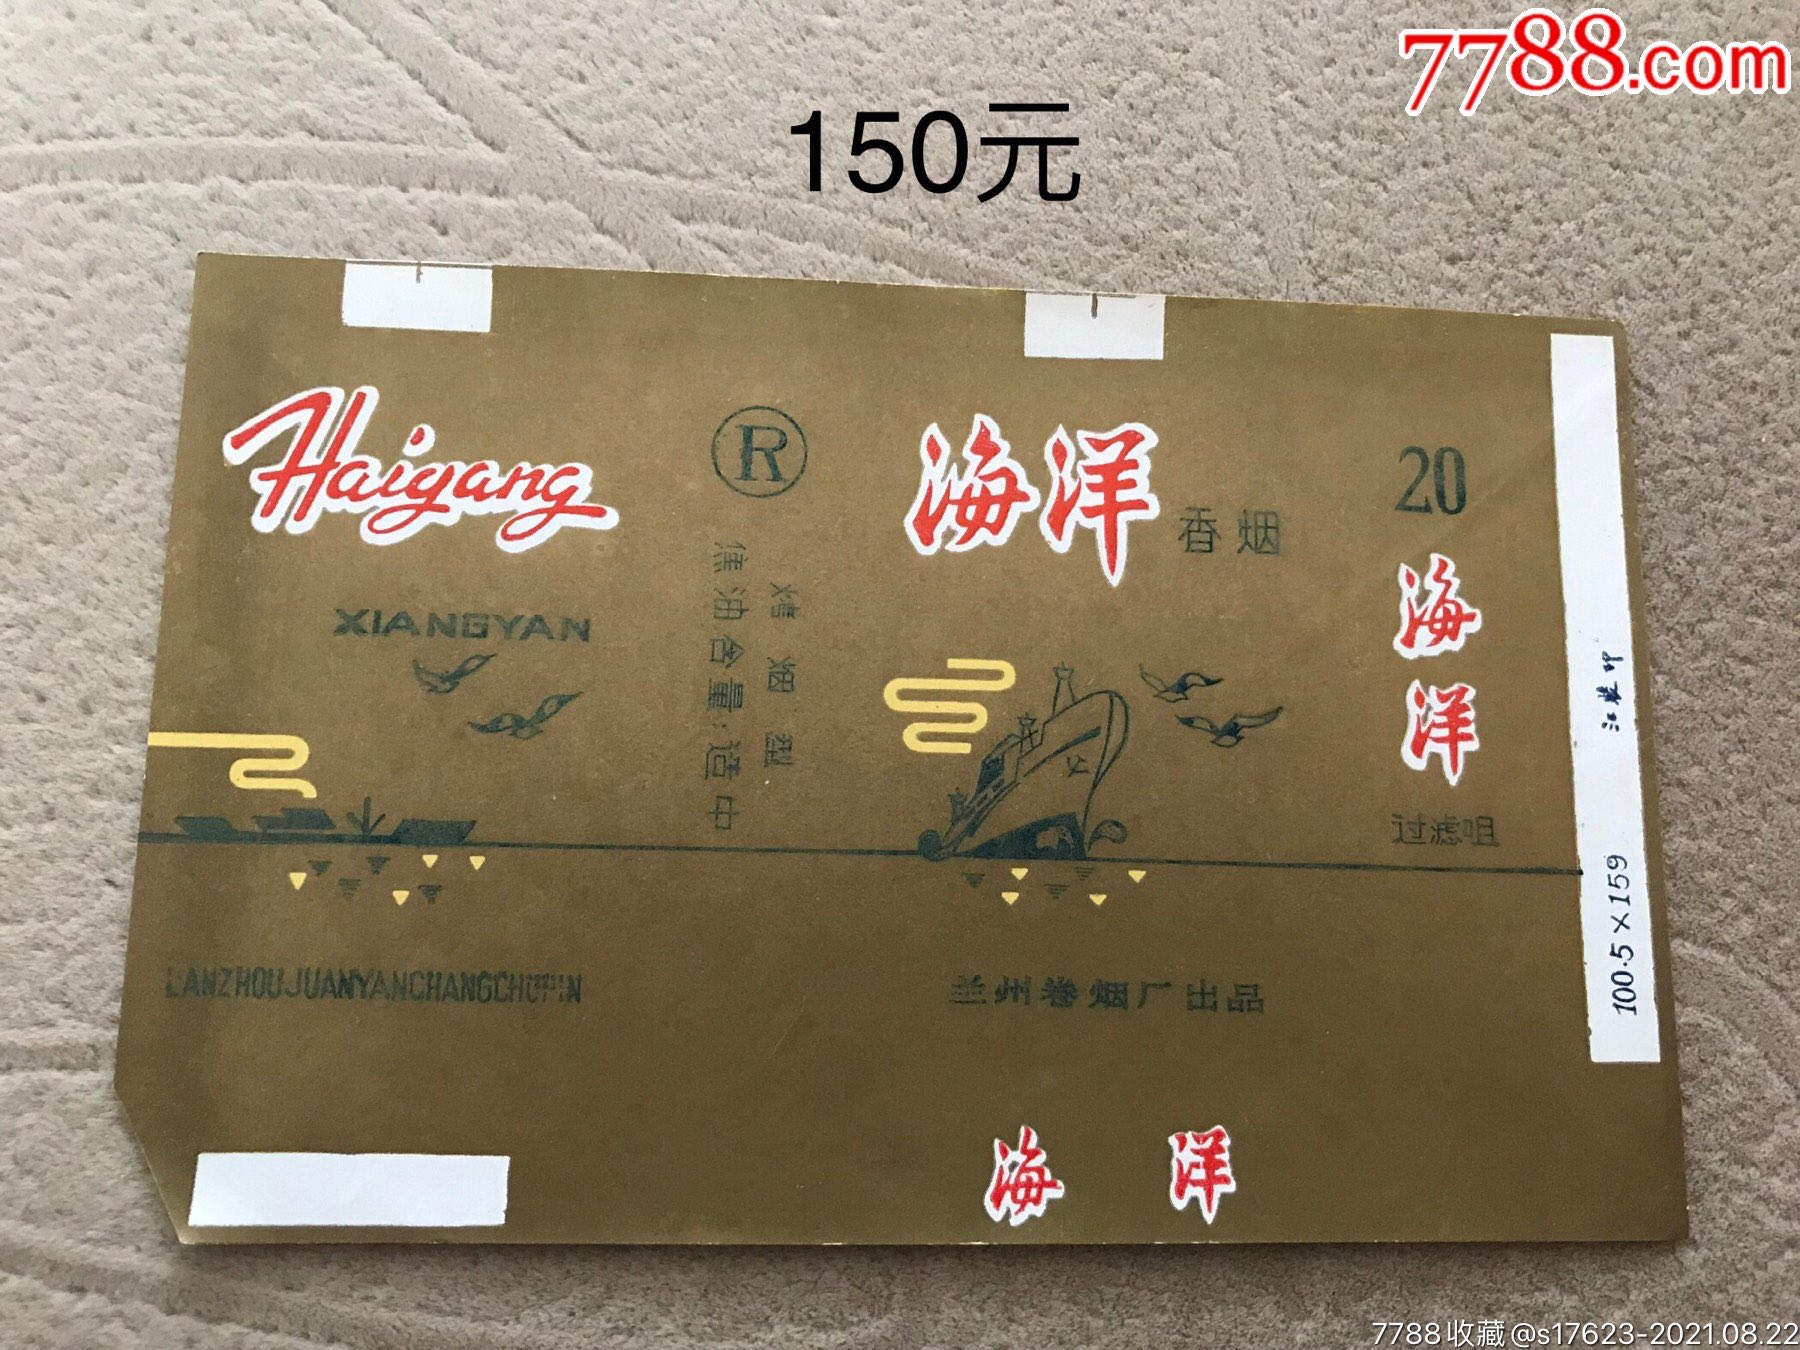 7788.com
150元
Haigang
XIANGYAN
R
焦油含量:造中
烤烟型
海洋
香烟
20
海洋
过滤咀
LANZHOUJUANYANCHANGCHUPIN
兰州卷烟厂出品
海洋
100.5×159
7788收藏@s17623-2021.08.22